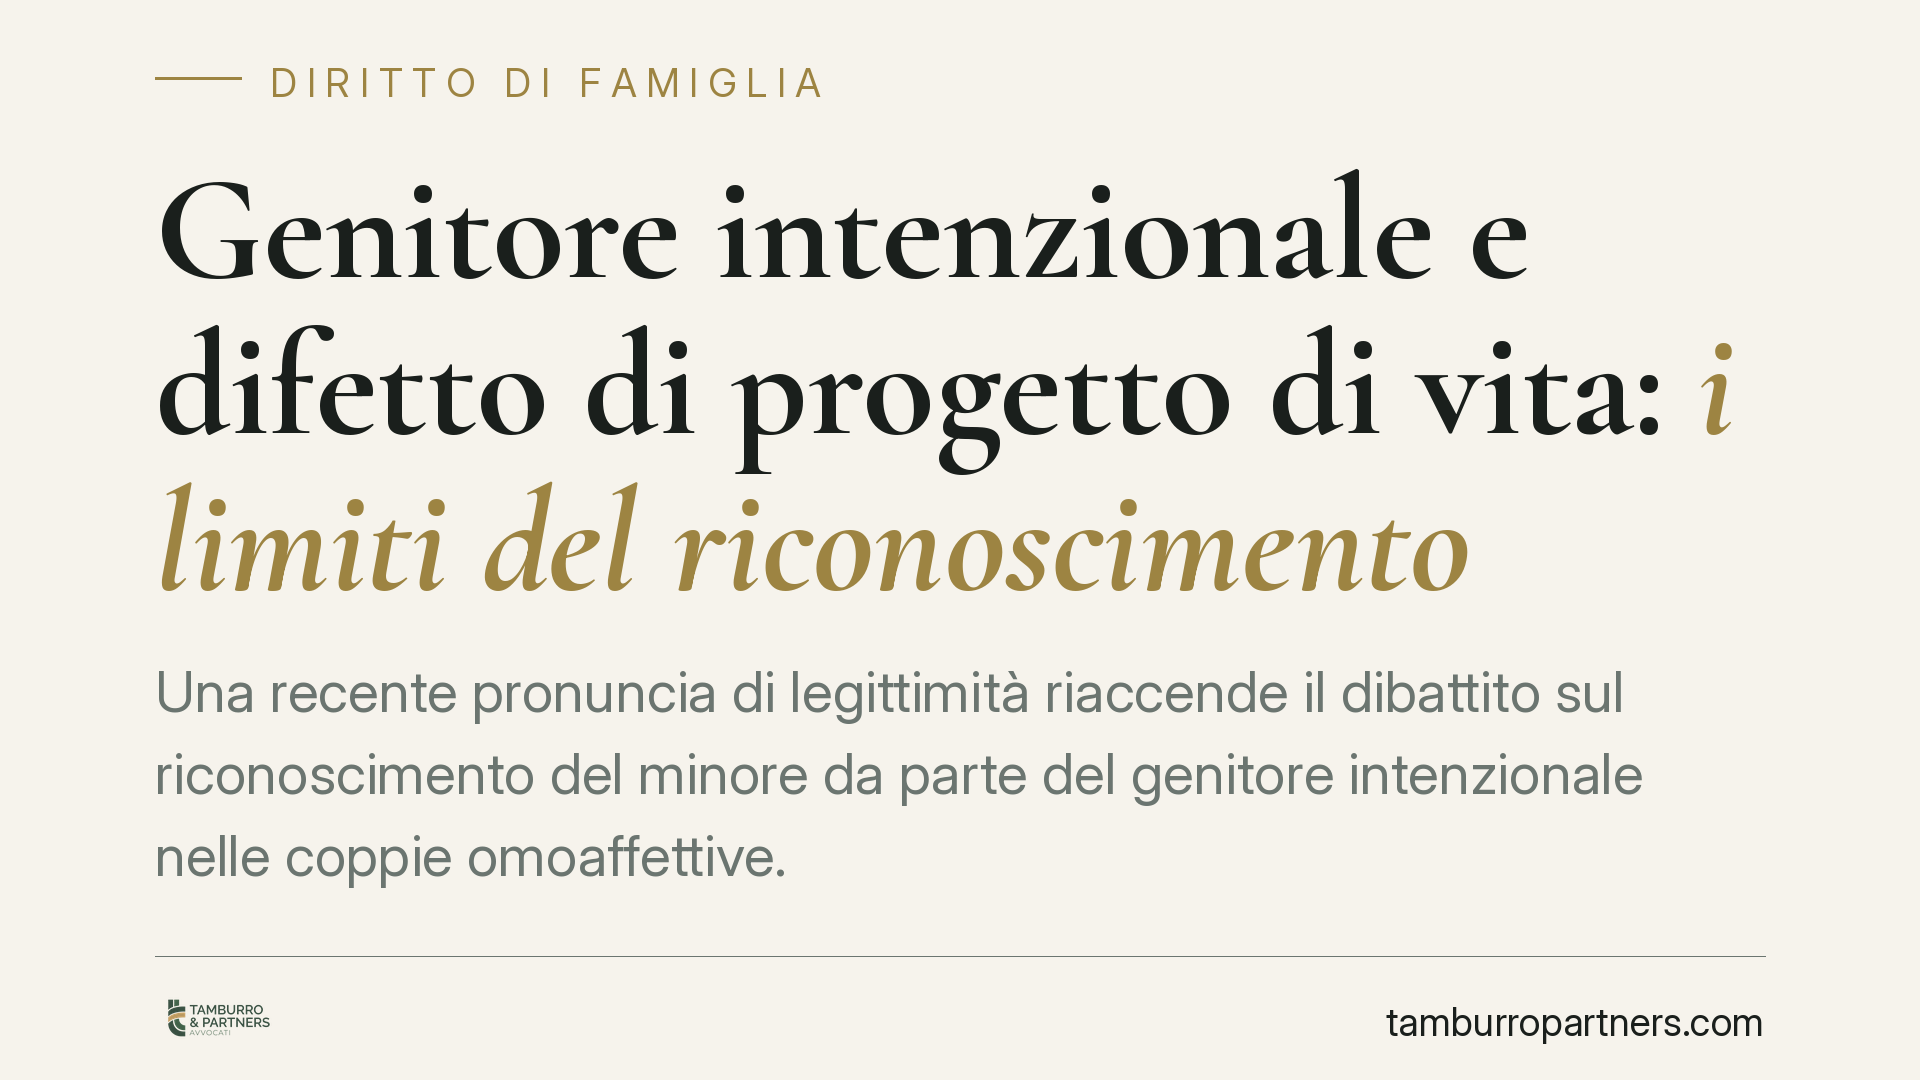 DIRITTO DI FAMIGLIA
Genitore intenzionale e
difetto di progetto di vita: i
limiti del riconoscimento
Una recente pronuncia di legittimità riaccende il dibattito sul
riconoscimento del minore da parte del genitore intenzionale
nelle coppie omoaffettive.
TAMBURRO
& PARTNERS
AVVOCATI
tamburropartners.com